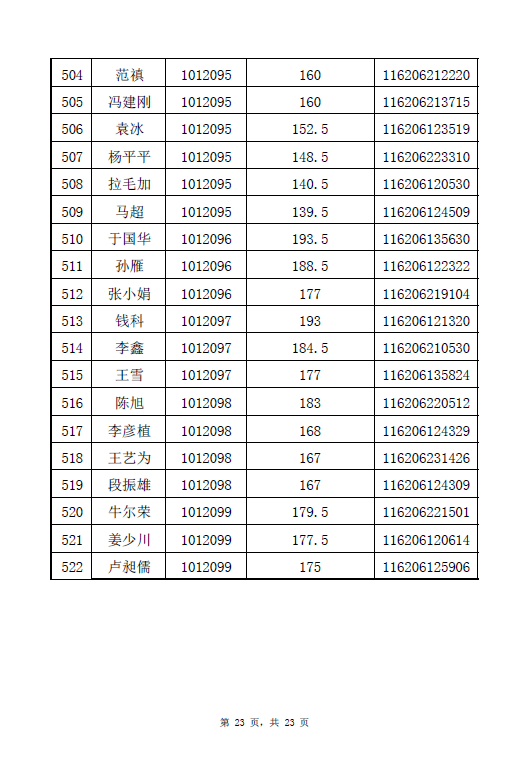 504 范禛 1012095 160 116206212220
505 冯建刚 1012095 160 116206213715
506 袁冰 1012095 152.5 116206123519
507 杨平平 1012095 148.5 116206223310
508 拉毛加 1012095 140.5 116206120530
509 马超 1012095 139.5 116206124509
510 于国华 1012096 193.5 116206135630
511 孙雁 1012096 188.5 116206122322
512 张小娟 1012096 177 116206219104
513 钱科 1012097 193 116206121320
514 李鑫 1012097 184.5 116206210530
515 王雪 1012097 177 116206135824
516 陈旭 1012098 183 116206220512
517 李彦植 1012098 168 116206124329
518 王艺为 1012098 167 116206231426
519 段振雄 1012098 167 116206124309
520 牛尔荣 1012099 179.5 116206221501
521 姜少川 1012099 177.5 116206120614
522 卢昶儒 1012099 175 116206125906
第 23 页，共 23 页